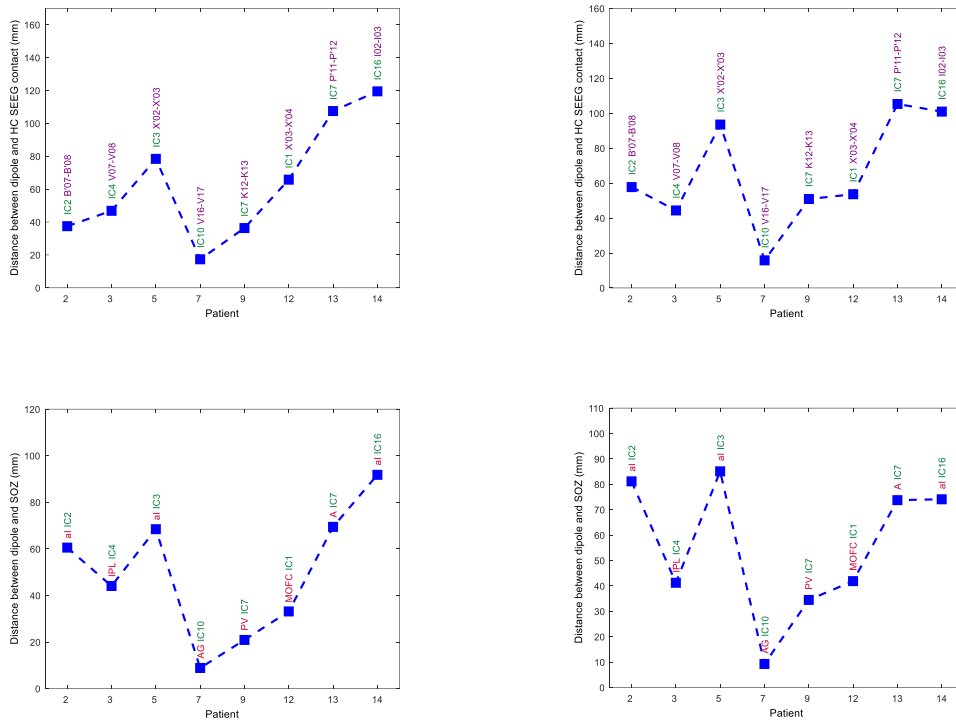 Distance between dipole and HC SEEG contact (mm)
160
140
120
100
80
60
40
20
0
IC2 B'07-B'08
IC4 V07-V08
IC3 X'02-X'03
IC10 V16-V17
IC7 K12-K13
IC1 X'03-X'04
IC7 P'11-P'12
IC16 I02-I03
2 3 5 7 9 12 13 14
Patient
Distance between dipole and HC SEEG contact (mm)
160
140
120
100
80
60
40
20
0
IC2 B'07-B'08
IC4 V07-V08
IC3 X'02-X'03
IC10 V16-V17
IC7 K12-K13
IC1 X'03-X'04
IC7 P'11-P'12
IC16 I02-I03
2 3 5 7 9 12 13 14
Patient
Distance between dipole and SOZ (mm)
120
100
80
60
40
20
0
aI IC2
IPL IC4
aI IC3
AG IC10
PV IC7
MOFC IC1
A IC7
aI IC16
2 3 5 7 9 12 13 14
Patient
Distance between dipole and SOZ (mm)
110
100
90
80
70
60
50
40
30
20
10
0
aI IC2
IPL IC4
aI IC3
AG IC10
PV IC7
MOFC IC1
A IC7
aI IC16
2 3 5 7 9 12 13 14
Patient